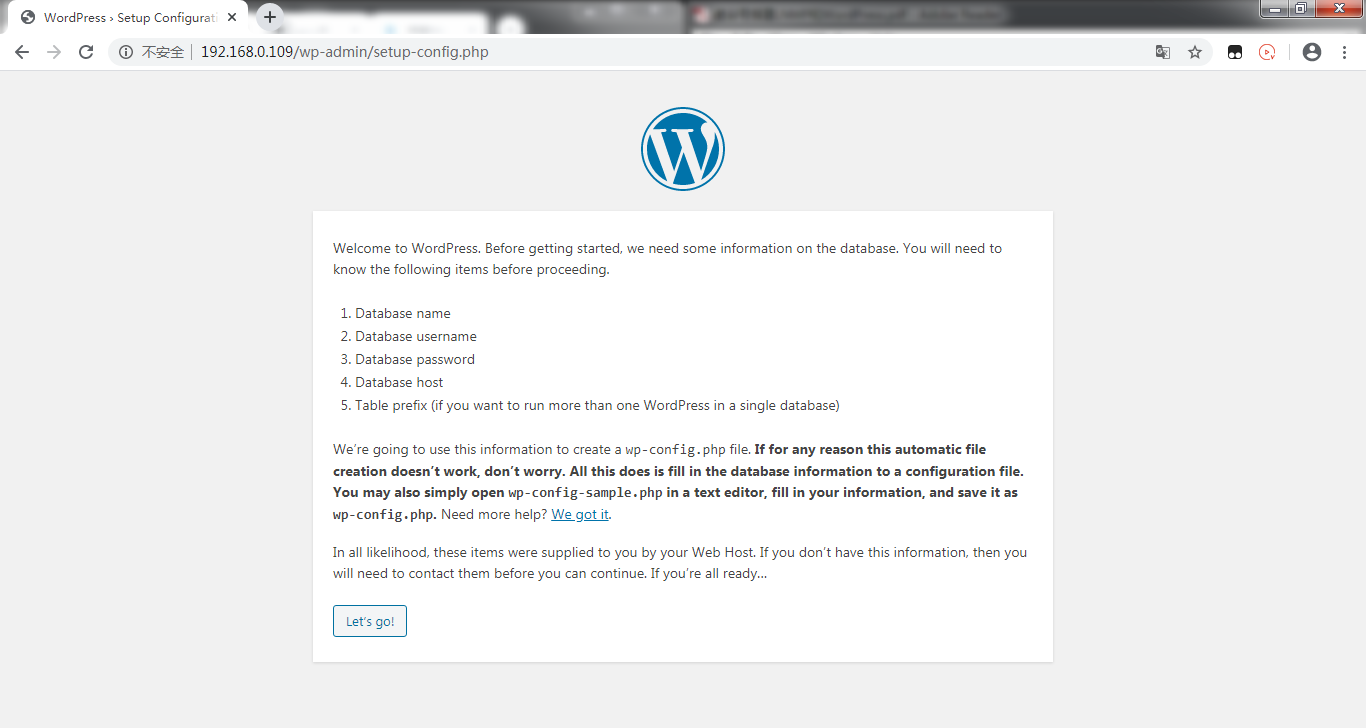 WordPress › Setup Configurati
不安全 192.168.0.109/wp-admin/setup-config.php
Welcome to WordPress. Before getting started, we need some information on the database. You will need to
know the following items before proceeding.
1. Database name
2. Database username
3. Database password
4. Database host
5. Table prefix (if you want to run more than one WordPress in a single database)
We’re going to use this information to create a wp-config.php file. If for any reason this automatic file
creation doesn’t work, don’t worry. All this does is fill in the database information to a configuration file.
You may also simply open wp-config-sample.php in a text editor, fill in your information, and save it as
wp-config.php. Need more help? We got it.
In all likelihood, these items were supplied to you by your Web Host. If you don’t have this information, then you
will need to contact them before you can continue. If you’re all ready…
Let’s go!